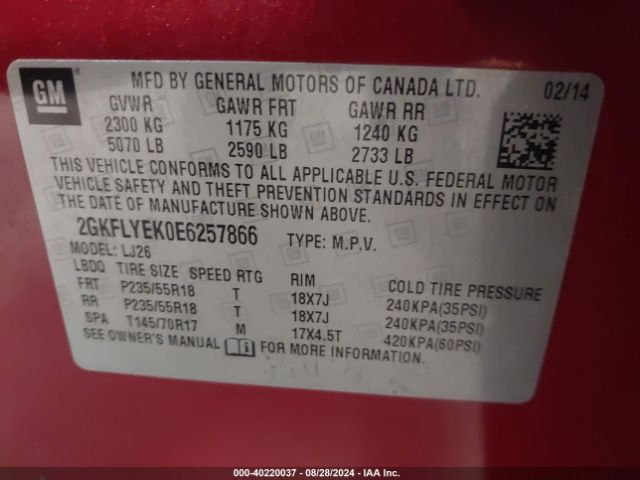 GM
MFD BY GENERAL MOTORS OF CANADA LTD. 02/14
GVWR GAWR FRT GAWR RR
2300 KG 1175 KG 1240 KG
5070 LB 2590 LB 2733 LB
THIS VEHICLE CONFORMS TO ALL APPLICABLE U.S. FEDERAL MOTOR
VEHICLE SAFETY AND THEFT PREVENTION STANDARDS IN EFFECT ON
THE DATE OF MANUFACTURE SHOWN ABOVE.
2GKFLYEK0E6257866 TYPE: M.P.V.
MODEL: LJ26
LBDQ TIRE SIZE SPEED RTG RIM COLD TIRE PRESSURE
FRT P235/55R18 T 18X7J 240KPA(35PSI)
RR P235/55R18 T 18X7J 240KPA(35PSI)
SPA T145/70R17 M 17X4.5T 420KPA(60PSI)
SEE OWNER'S MANUAL FOR MORE INFORMATION.
000-40220037 - 08/28/2024 - IAA Inc.